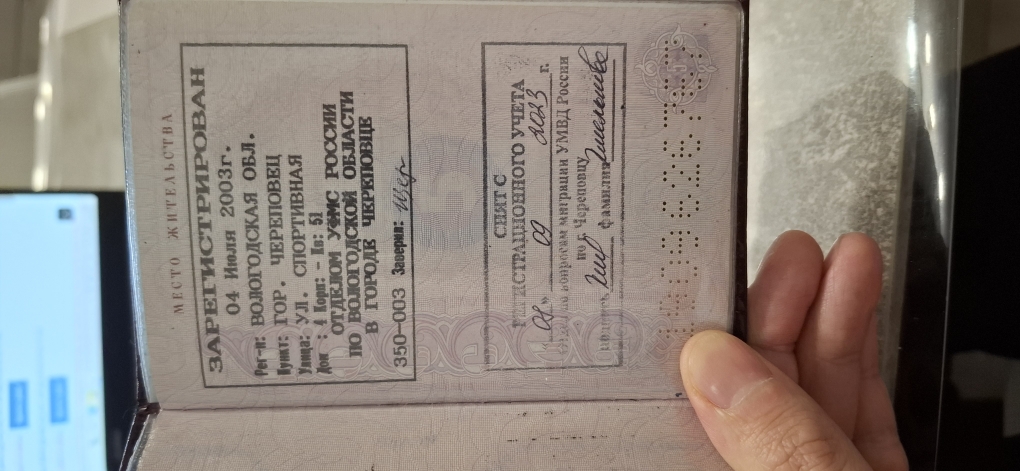 МЕСТО ЖИТЕЛЬСТВА
ЗАРЕГИСТРИРОВАН
04 Июля 2003г.
Рег-н: ВОЛОГОДСКАЯ ОБЛ.
Пункт: ГОР. ЧЕРЕПОВЕЦ
Улица: УЛ. СПОРТИВНАЯ
Дом : 4 Корп: - Кв: 51
ОТДЕЛОМ УФМС РОССИИ
ПО ВОЛОГОДСКОЙ ОБЛАСТИ
В ГОРОДЕ ЧЕРЕПОВЦЕ
350-003 Заверил:
СНЯТ С
РЕГИСТРАЦИОННОГО УЧЕТА
09 2023 г.
вопросам миграции УМВД России
по г. Череповцу
подпись фамилия